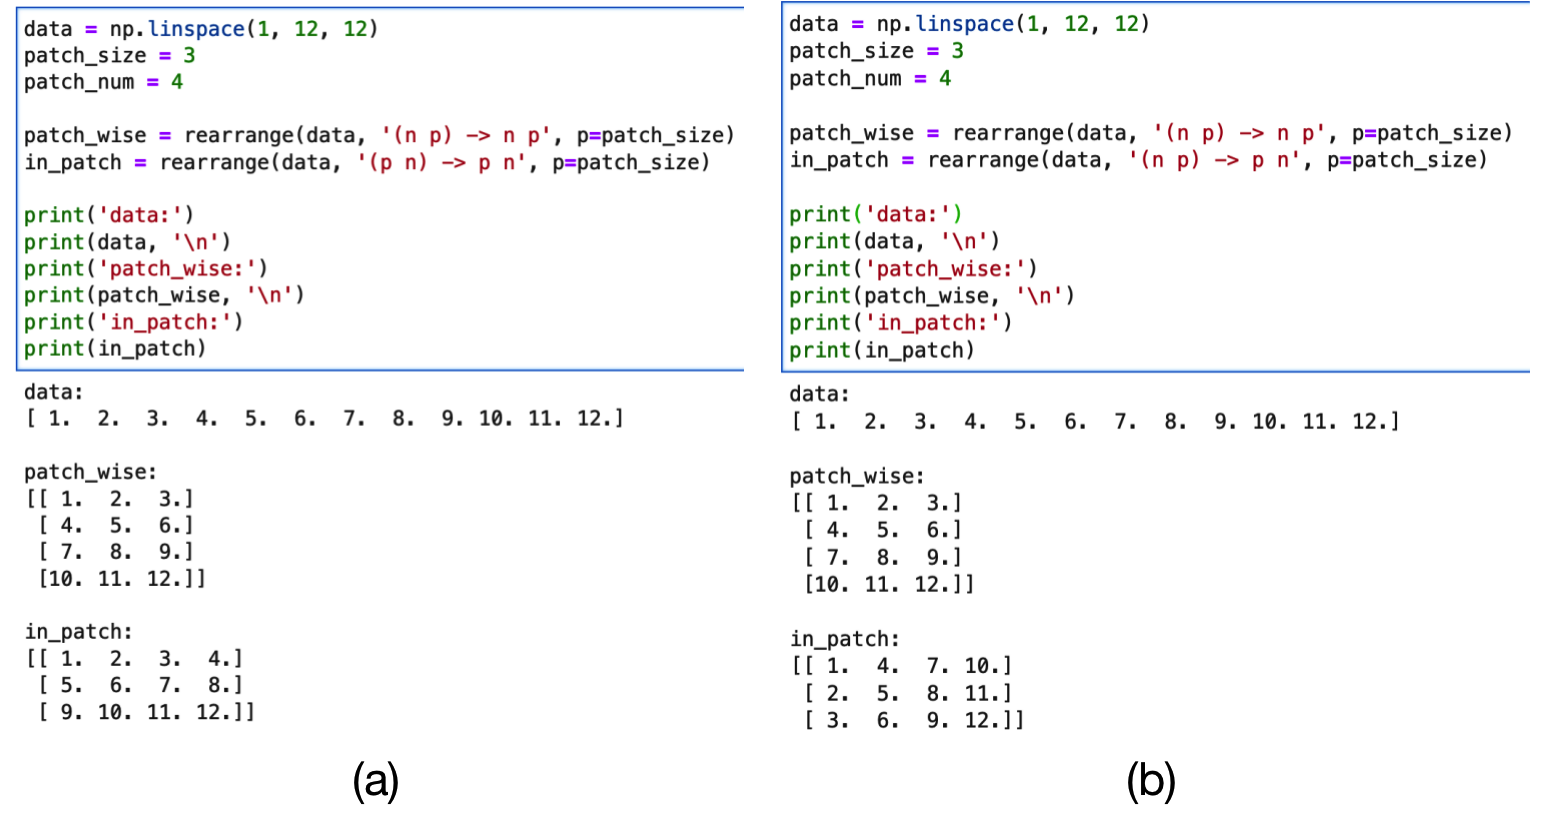 data = np.linspace(1, 12, 12)
patch_size = 3
patch_num = 4
patch_wise = rearrange(data, '(n p) -> n p', p=patch_size)
in_patch = rearrange(data, '(p n) -> p n', p=patch_size)
print('data:')
print(data, '\n')
print('patch_wise:')
print(patch_wise, '\n')
print('in_patch:')
print(in_patch)
data:
[ 1.  2.  3.  4.  5.  6.  7.  8.  9. 10. 11. 12.]
patch_wise:
[[ 1.  2.  3.]
 [ 4.  5.  6.]
 [ 7.  8.  9.]
 [10. 11. 12.]]
in_patch:
[[ 1.  2.  3.  4.]
 [ 5.  6.  7.  8.]
 [ 9. 10. 11. 12.]]
(a)
data = np.linspace(1, 12, 12)
patch_size = 3
patch_num = 4
patch_wise = rearrange(data, '(n p) -> n p', p=patch_size)
in_patch = rearrange(data, '(n p) -> p n', p=patch_size)
print('data:')
print(data, '\n')
print('patch_wise:')
print(patch_wise, '\n')
print('in_patch:')
print(in_patch)
data:
[ 1.  2.  3.  4.  5.  6.  7.  8.  9. 10. 11. 12.]
patch_wise:
[[ 1.  2.  3.]
 [ 4.  5.  6.]
 [ 7.  8.  9.]
 [10. 11. 12.]]
in_patch:
[[ 1.  4.  7. 10.]
 [ 2.  5.  8. 11.]
 [ 3.  6.  9. 12.]]
(b)